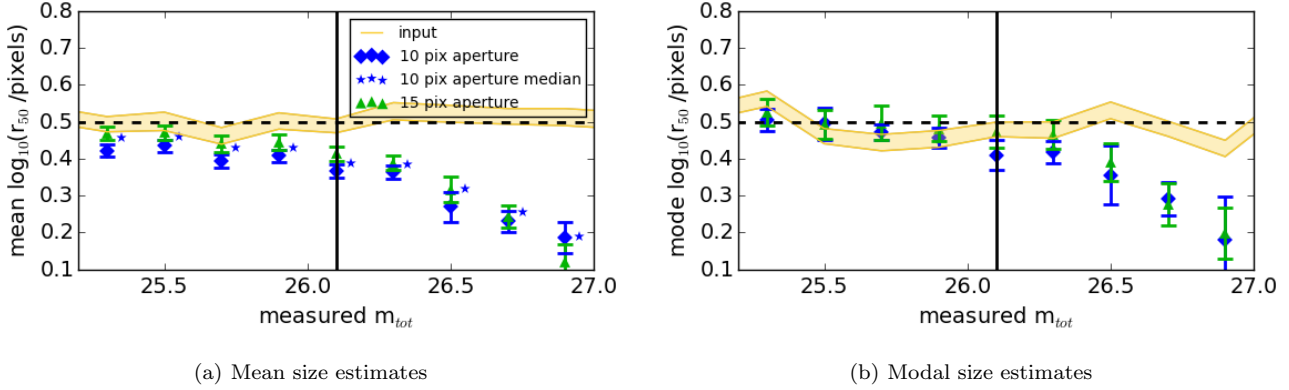 0.8
0.7
0.6
0.5
0.4
0.3
0.2
0.1
mean log₁₀(r₅₀ /pixels)
input
10 pix aperture
10 pix aperture median
15 pix aperture
25.5
26.0
26.5
27.0
measured m_tot
(a) Mean size estimates
0.8
0.7
0.6
0.5
0.4
0.3
0.2
0.1
mode log₁₀(r₅₀ /pixels)
25.5
26.0
26.5
27.0
measured m_tot
(b) Modal size estimates